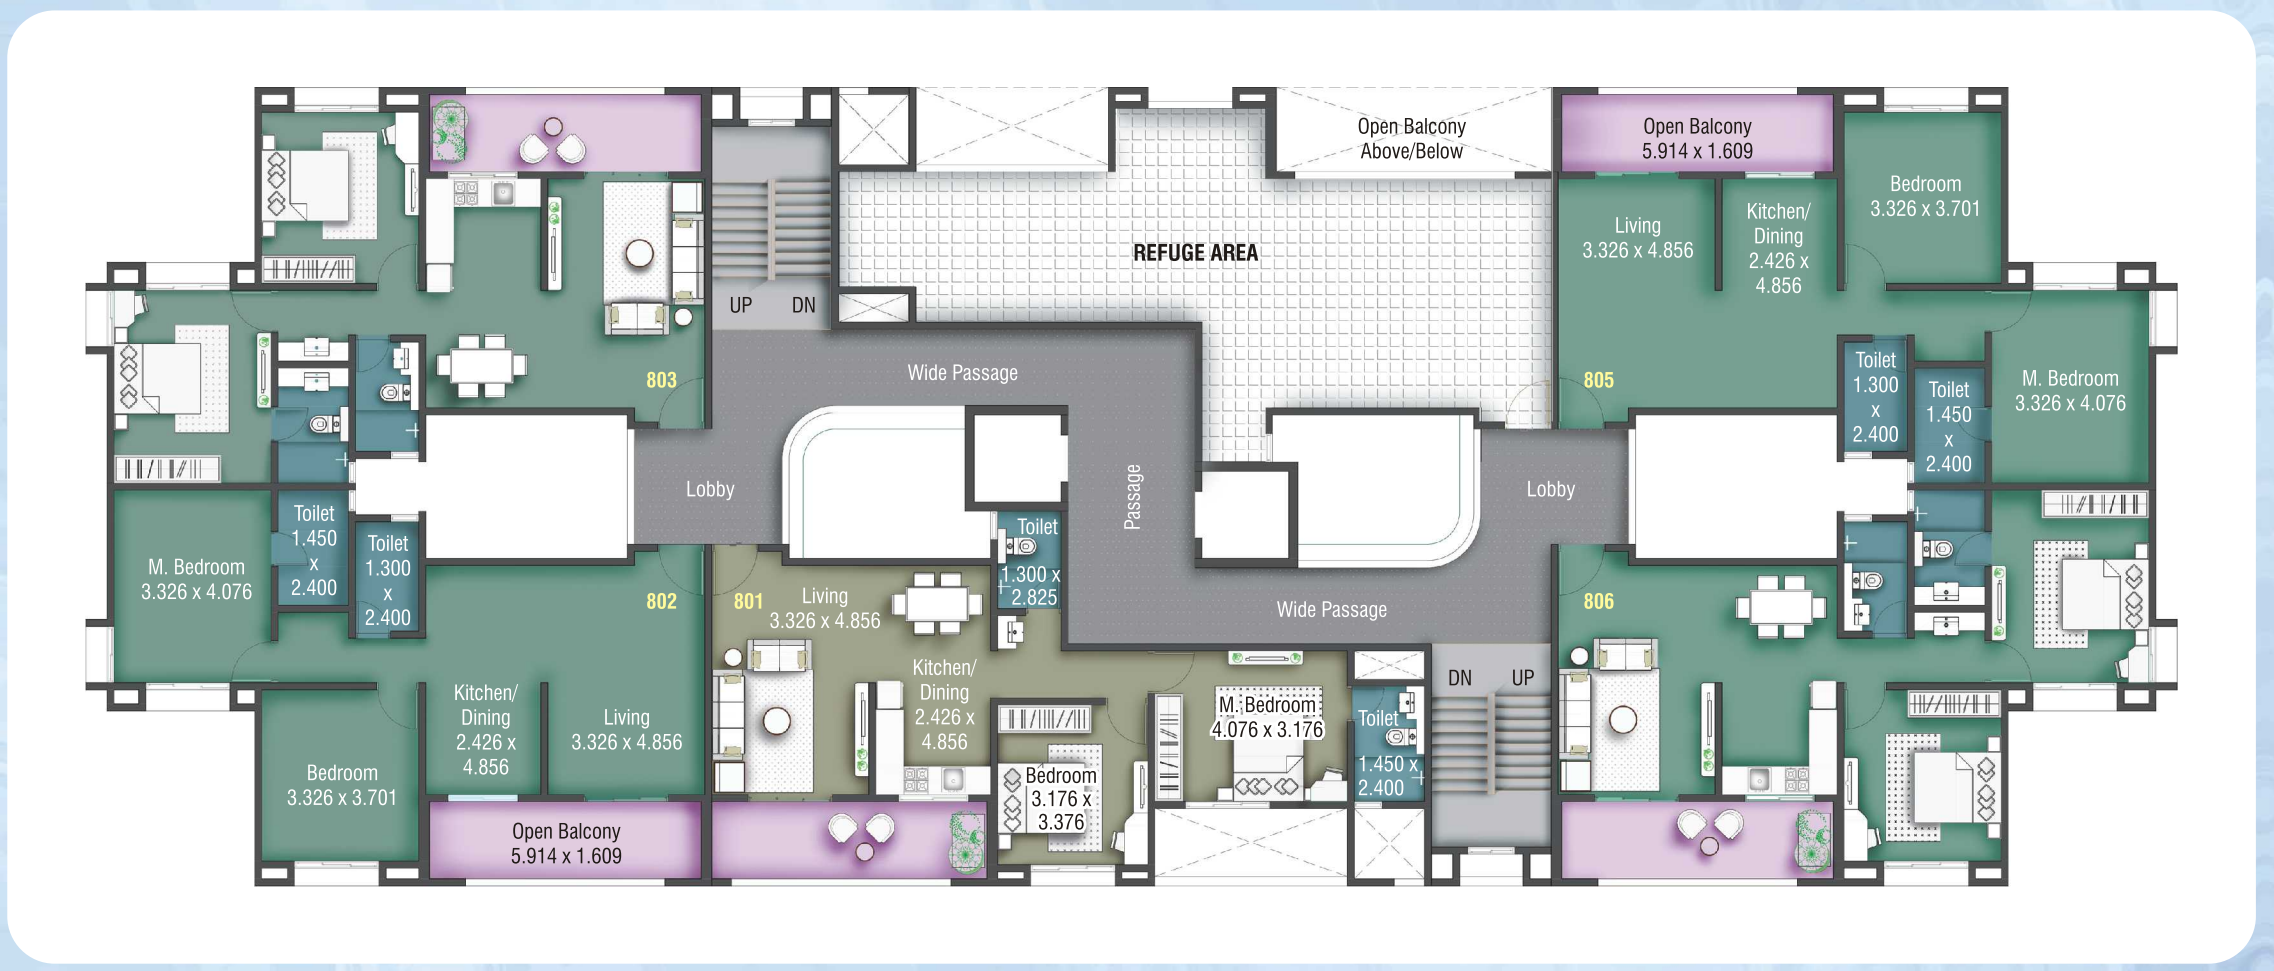 Open Balcony
Above/Below
Open Balcony
5.914 x 1.609
Bedroom
3.326 x 3.701
Living
3.326 x 4.856
Kitchen/
Dining
2.426 x
4.856
REFUGE AREA
UP
DN
Wide Passage
803
805
Toilet
1.300
x
2.400
Toilet
1.450
x
2.400
M. Bedroom
3.326 x 4.076
Lobby
Passage
Lobby
M. Bedroom
3.326 x 4.076
Toilet
1.450
x
2.400
Toilet
1.300
x
2.400
Toilet
1.300 x
2.825
802
801
Living
3.326 x 4.856
Wide Passage
806
Kitchen/
Dining
2.426 x
4.856
Living
3.326 x 4.856
Kitchen/
Dining
2.426 x
4.856
DN
UP
M. Bedroom
4.076 x 3.176
Toilet
1.450 x
2.400
Bedroom
3.326 x 3.701
Bedroom
3.176 x
3.376
Open Balcony
5.914 x 1.609